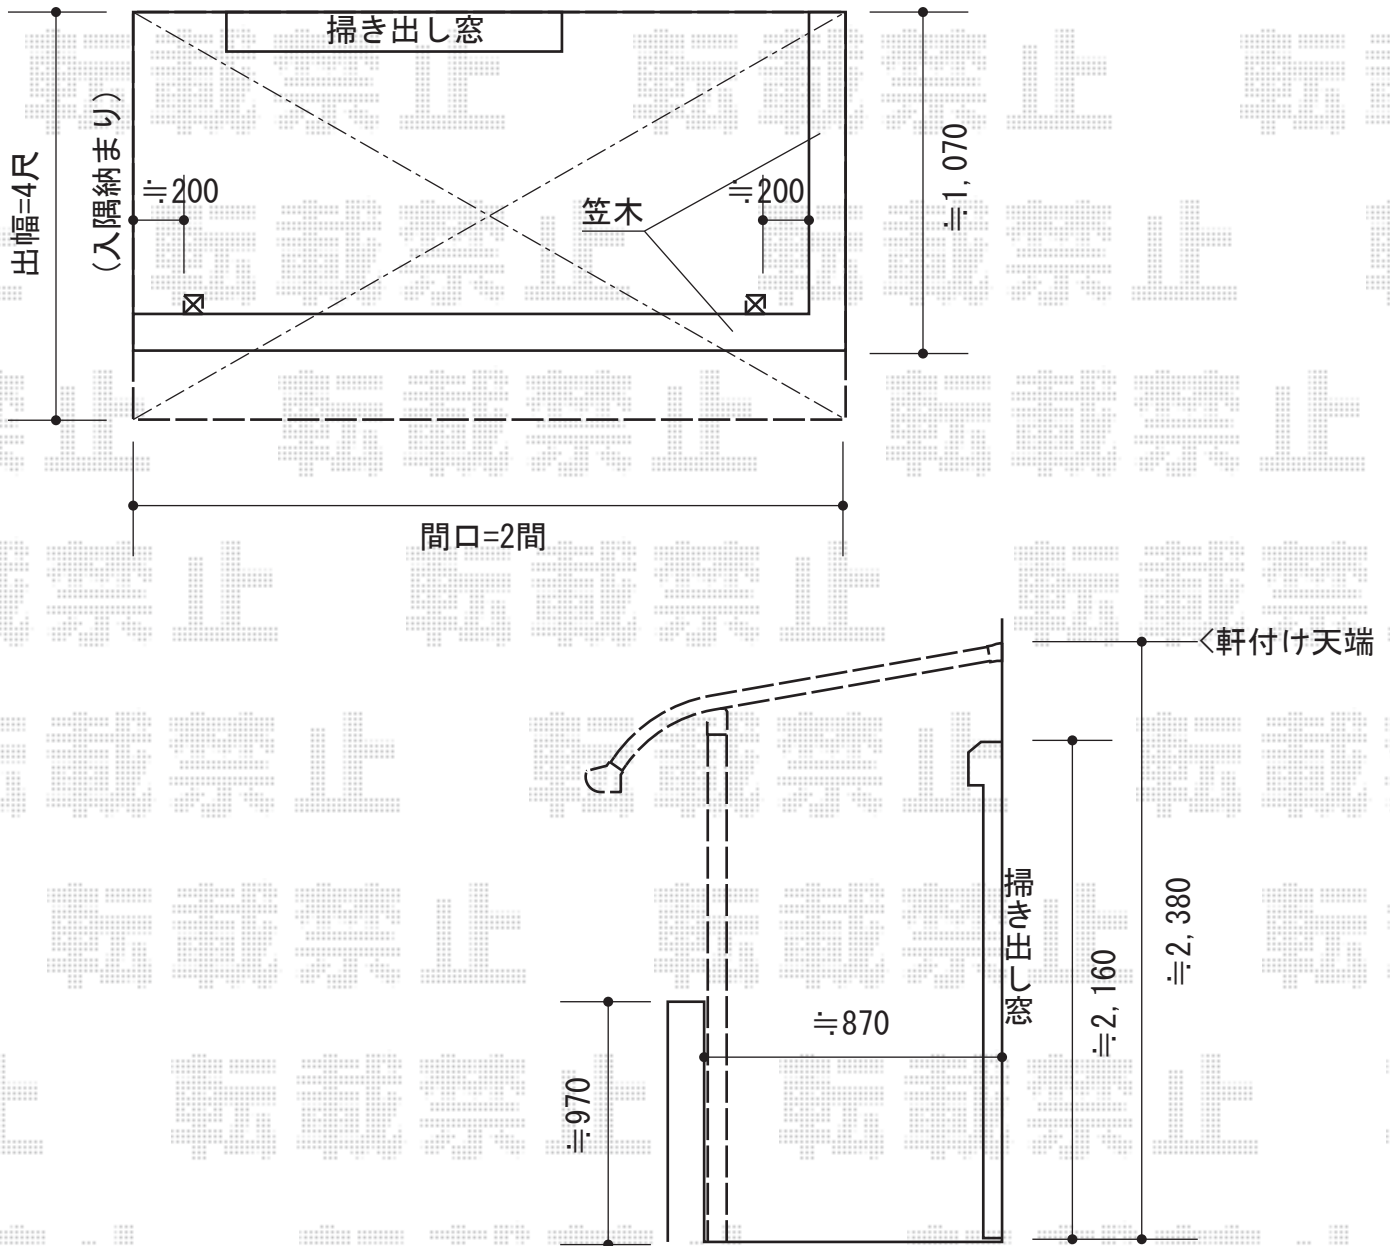 掃き出し窓
出幅=4尺
(入隅納まり)
≒200
≒200
笠木
≒1,070
間口=2間
<軒付け天端
掃き出し窓
≒2,380
≒2,160
≒870
≒970
転載禁止